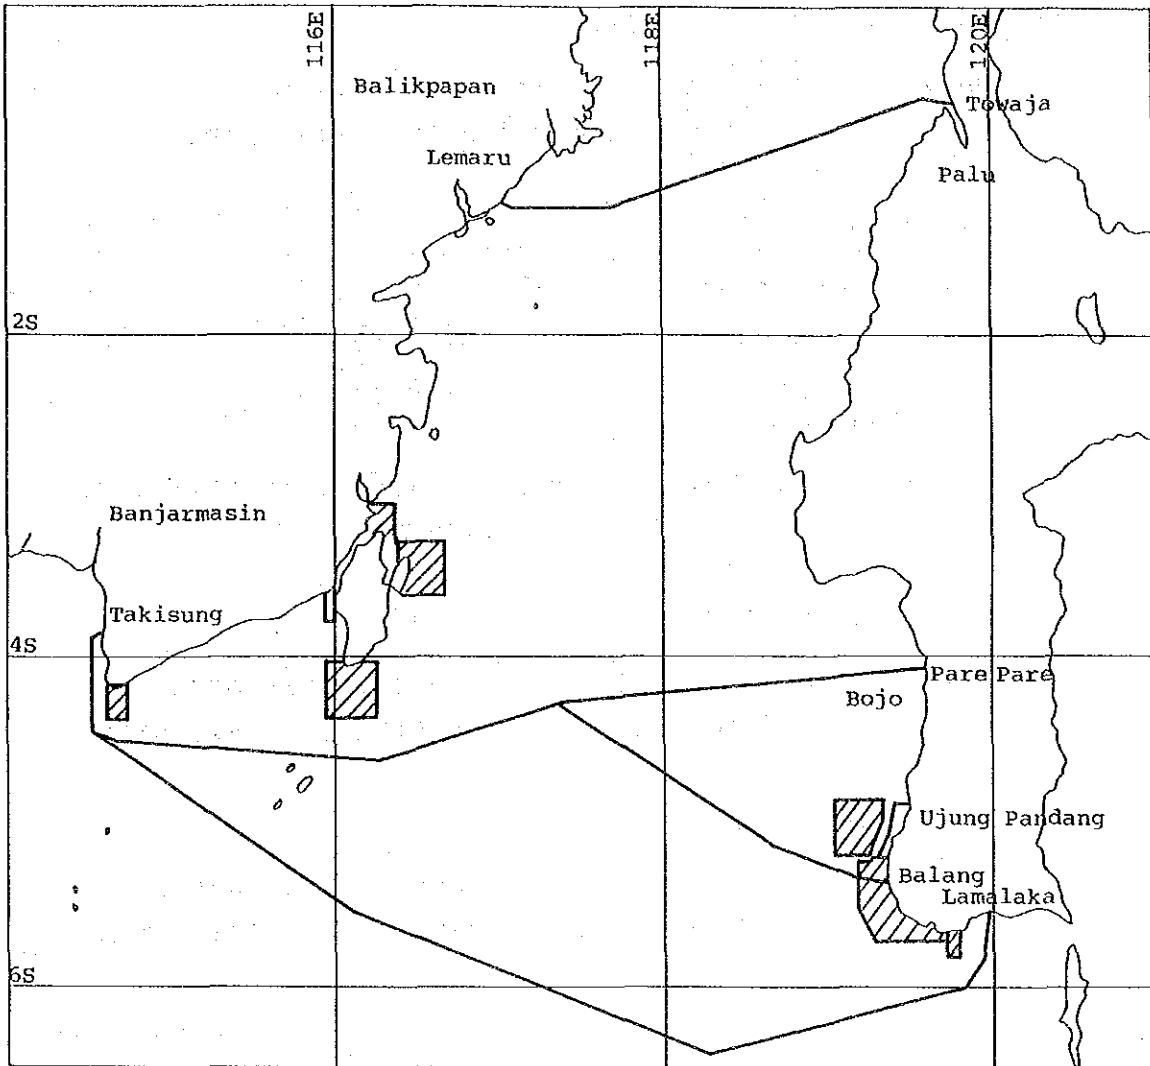 116E
118E
120E
Balikpapan
Towaja
Lemaru
Palu
2S
Banjarmasin
Takisung
4S
Pare Pare
Bojo
Ujung Pandang
Balang
Lamalaka
6S